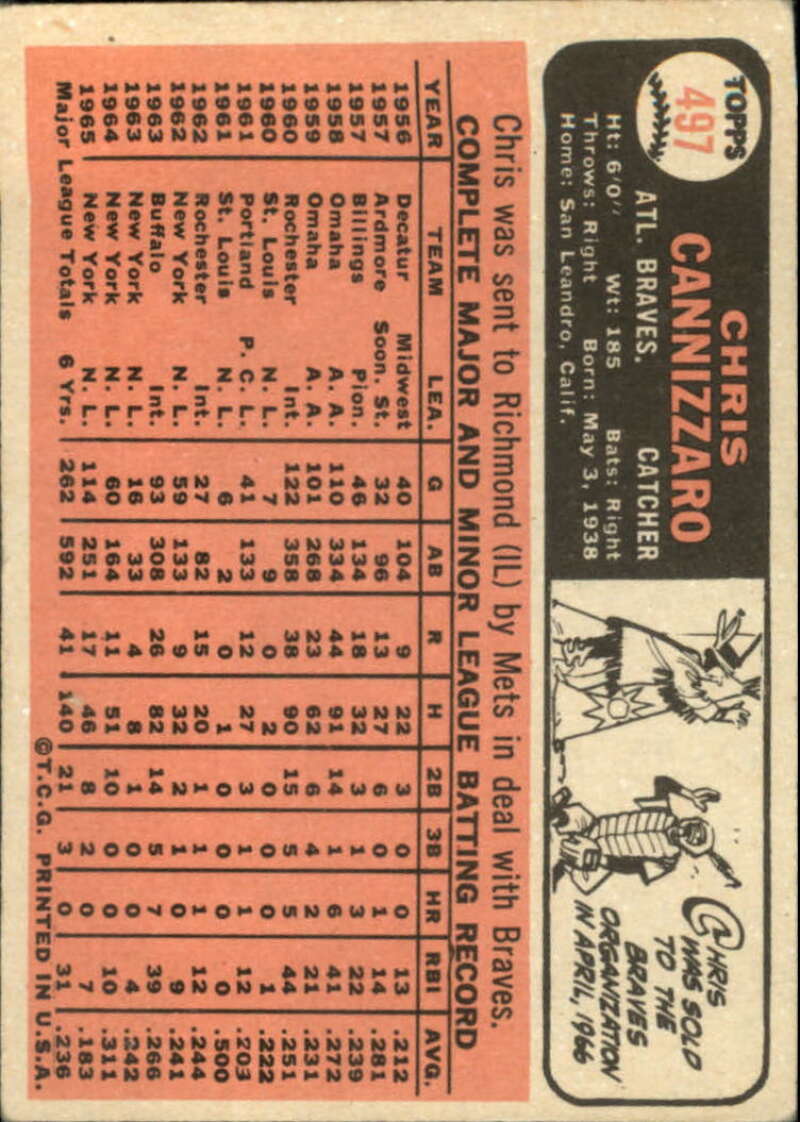 TOPPS
497
CHRIS
CANNIZZARO
ATL. BRAVES. CATCHER
Ht: 6'0" Wt: 185 Bats: Right
Throws: Right Born: May 3, 1938
Home: San Leandro, Calif.
CHRIS
WAS SOLD
TO THE
BRAVES
ORGANIZATION
IN APRIL, 1966
Chris was sent to Richmond (IL) by Mets in deal with Braves.
COMPLETE MAJOR AND MINOR LEAGUE BATTING RECORD
YEAR TEAM LEA. G AB R H 2B 3B HR RBI AVG.
1956 Decatur Midwest 40 104 9 22 3 0 0 13 .212
1957 Ardmore Soon. St. 32 96 13 27 6 0 1 14 .281
1957 Billings Pion. 46 134 18 32 3 1 3 22 .239
1958 Omaha A. A. 110 334 44 91 14 1 6 41 .272
1959 Omaha A. A. 101 268 23 62 6 4 2 21 .231
1960 Rochester Int. 122 358 38 90 15 5 5 44 .251
1960 St. Louis N. L. 7 9 0 2 0 0 0 1 .222
1961 Portland P. C. L. 41 133 12 27 3 1 1 12 .203
1961 St. Louis N. L. 6 2 0 1 0 0 0 0 .500
1962 Rochester Int. 27 82 15 20 1 1 1 12 .244
1962 New York N. L. 59 133 9 32 2 1 0 9 .241
1963 Buffalo Int. 93 308 26 82 14 5 7 39 .266
1963 New York N. L. 16 33 4 8 1 0 0 4 .242
1964 New York N. L. 60 164 11 51 10 0 0 10 .311
1965 New York N. L. 114 251 17 46 8 2 0 7 .183
Major League Totals 6 Yrs. 262 592 41 140 21 3 0 31 .236
©T.C.G. PRINTED IN U.S.A.